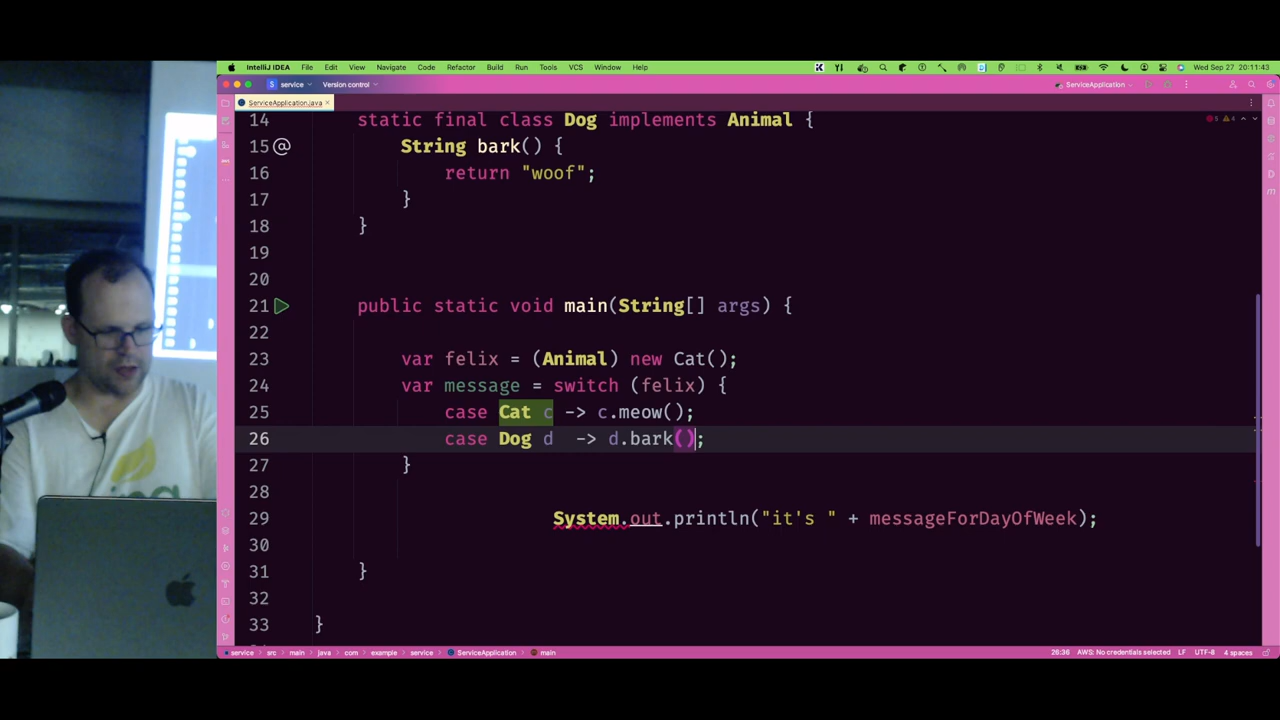 IntelliJ IDEA File Edit View Navigate Code Refactor Build Run Tools VCS Window Help Wed Sep 27 20:11:43
service Version control ServiceApplication
ServiceApplication.java
14 static final class Dog implements Animal {
15 @ String bark() {
16 return "woof";
17 }
18 }
19
20
21 public static void main(String[] args) {
22
23 var felix = (Animal) new Cat();
24 var message = switch (felix) {
25 case Cat c -> c.meow();
26 case Dog d -> d.bark();
27 }
28
29 System.out.println("it's " + messageForDayOfWeek);
30
31 }
32
33 }
service src main java com example service ServiceApplication main 26:36 AWS: No credentials selected LF UTF-8 4 spaces